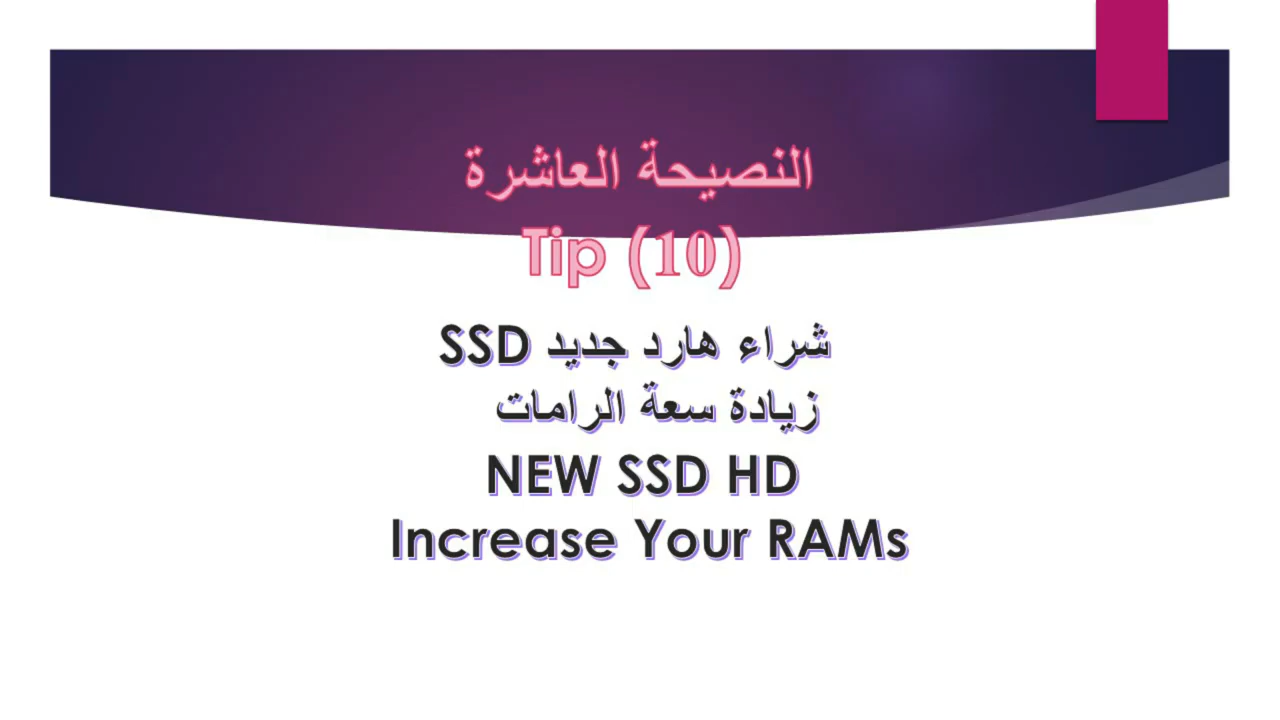 النصيحة العاشرة
Tip (10)
شراء هارد جديد SSD
زيادة سعة الرامات
NEW SSD HD
Increase Your RAMs